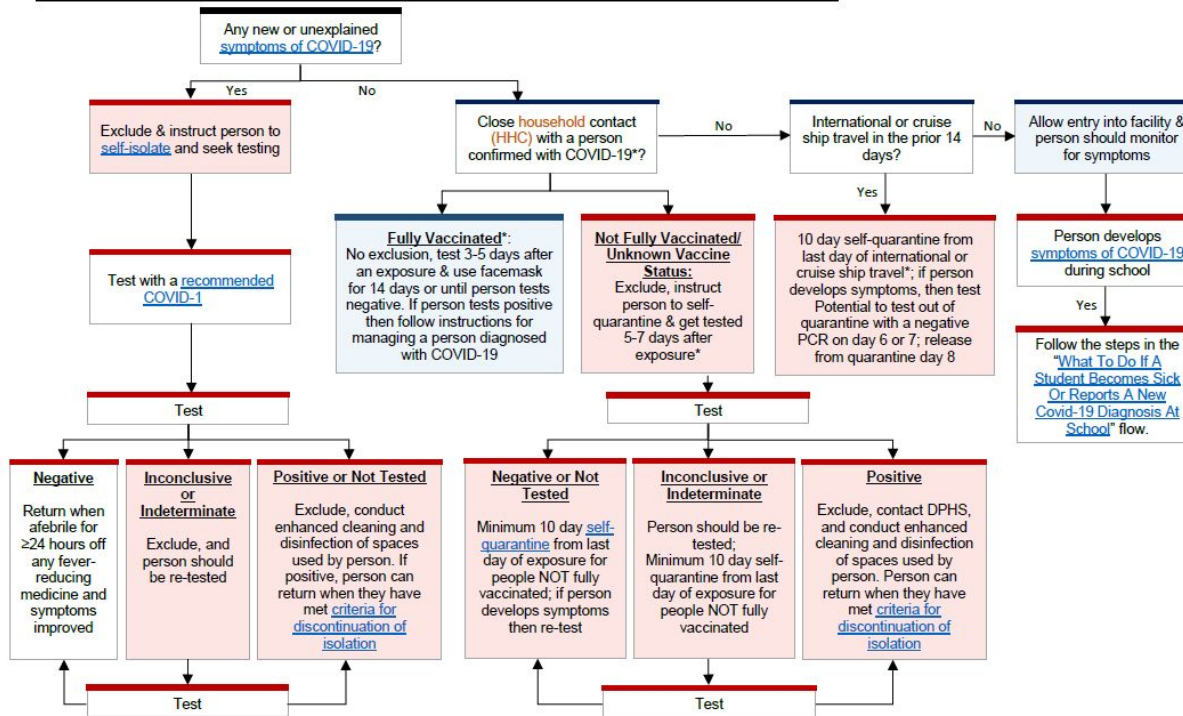 Any new or unexplained
symptoms of COVID-19?
Yes
No
Exclude & instruct person to
self-isolate and seek testing
Close household contact
(HHC) with a person
confirmed with COVID-19*?
No
International or cruise
ship travel in the prior 14
days?
No
Allow entry into facility &
person should monitor
for symptoms
Yes
Test with a recommended
COVID-1
Fully Vaccinated*:
No exclusion, test 3-5 days after
an exposure & use facemask
for 14 days or until person tests
negative. If person tests positive
then follow instructions for
managing a person diagnosed
with COVID-19
Not Fully Vaccinated/
Unknown Vaccine
Status:
Exclude, instruct
person to self-
quarantine & get tested
5-7 days after
exposure*
10 day self-quarantine from
last day of international or
cruise ship travel*; if person
develops symptoms, then test
Potential to test out of
quarantine with a negative
PCR on day 6 or 7; release
from quarantine day 8
Person develops
symptoms of COVID-19
during school
Yes
Follow the steps in the
"What To Do If A
Student Becomes Sick
Or Reports A New
Covid-19 Diagnosis At
School" flow.
Test
Test
Negative
Return when
afebrile for
≥24 hours off
any fever-
reducing
medicine and
symptoms
improved
Inconclusive
or
Indeterminate
Exclude, and
person should
be re-tested
Positive or Not Tested
Exclude, conduct
enhanced cleaning and
disinfection of spaces
used by person. If
positive, person can
return when they have
met criteria for
discontinuation of
isolation
Negative or Not
Tested
Minimum 10 day self-
quarantine from last
day of exposure for
people NOT fully
vaccinated; if person
develops symptoms
then re-test
Inconclusive or
Indeterminate
Person should be re-
tested;
Minimum 10 day self-
quarantine from last
day of exposure for
people NOT fully
vaccinated
Positive
Exclude, contact DPHS,
and conduct enhanced
cleaning and disinfection
of spaces used by
person. Person can
return when they have
met criteria for
discontinuation of
isolation
Test
Test